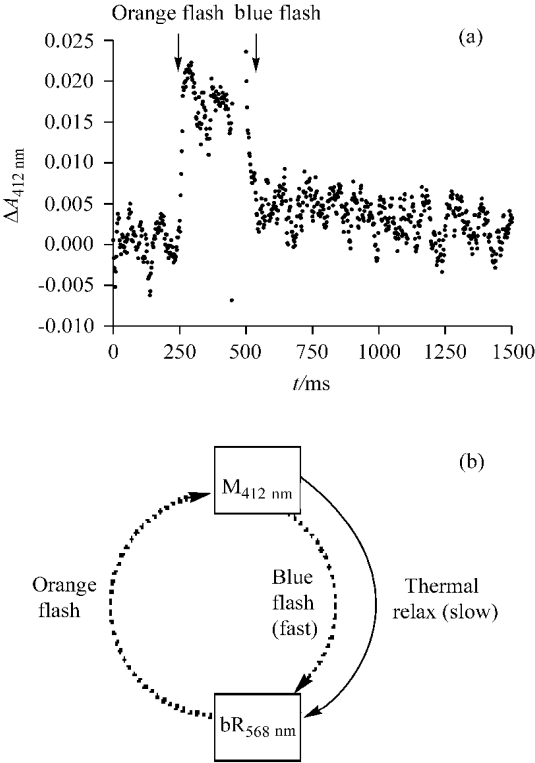 Orange flash blue flash
(a)
0.025
0.020
0.015
0.010
0.005
0.000
-0.005
-0.010
ΔA412 nm
0 250 500 750 1000 1250 1500
t/ms
(b)
M412 nm
Orange
flash
Blue
flash
(fast)
Thermal
relax (slow)
bR568 nm